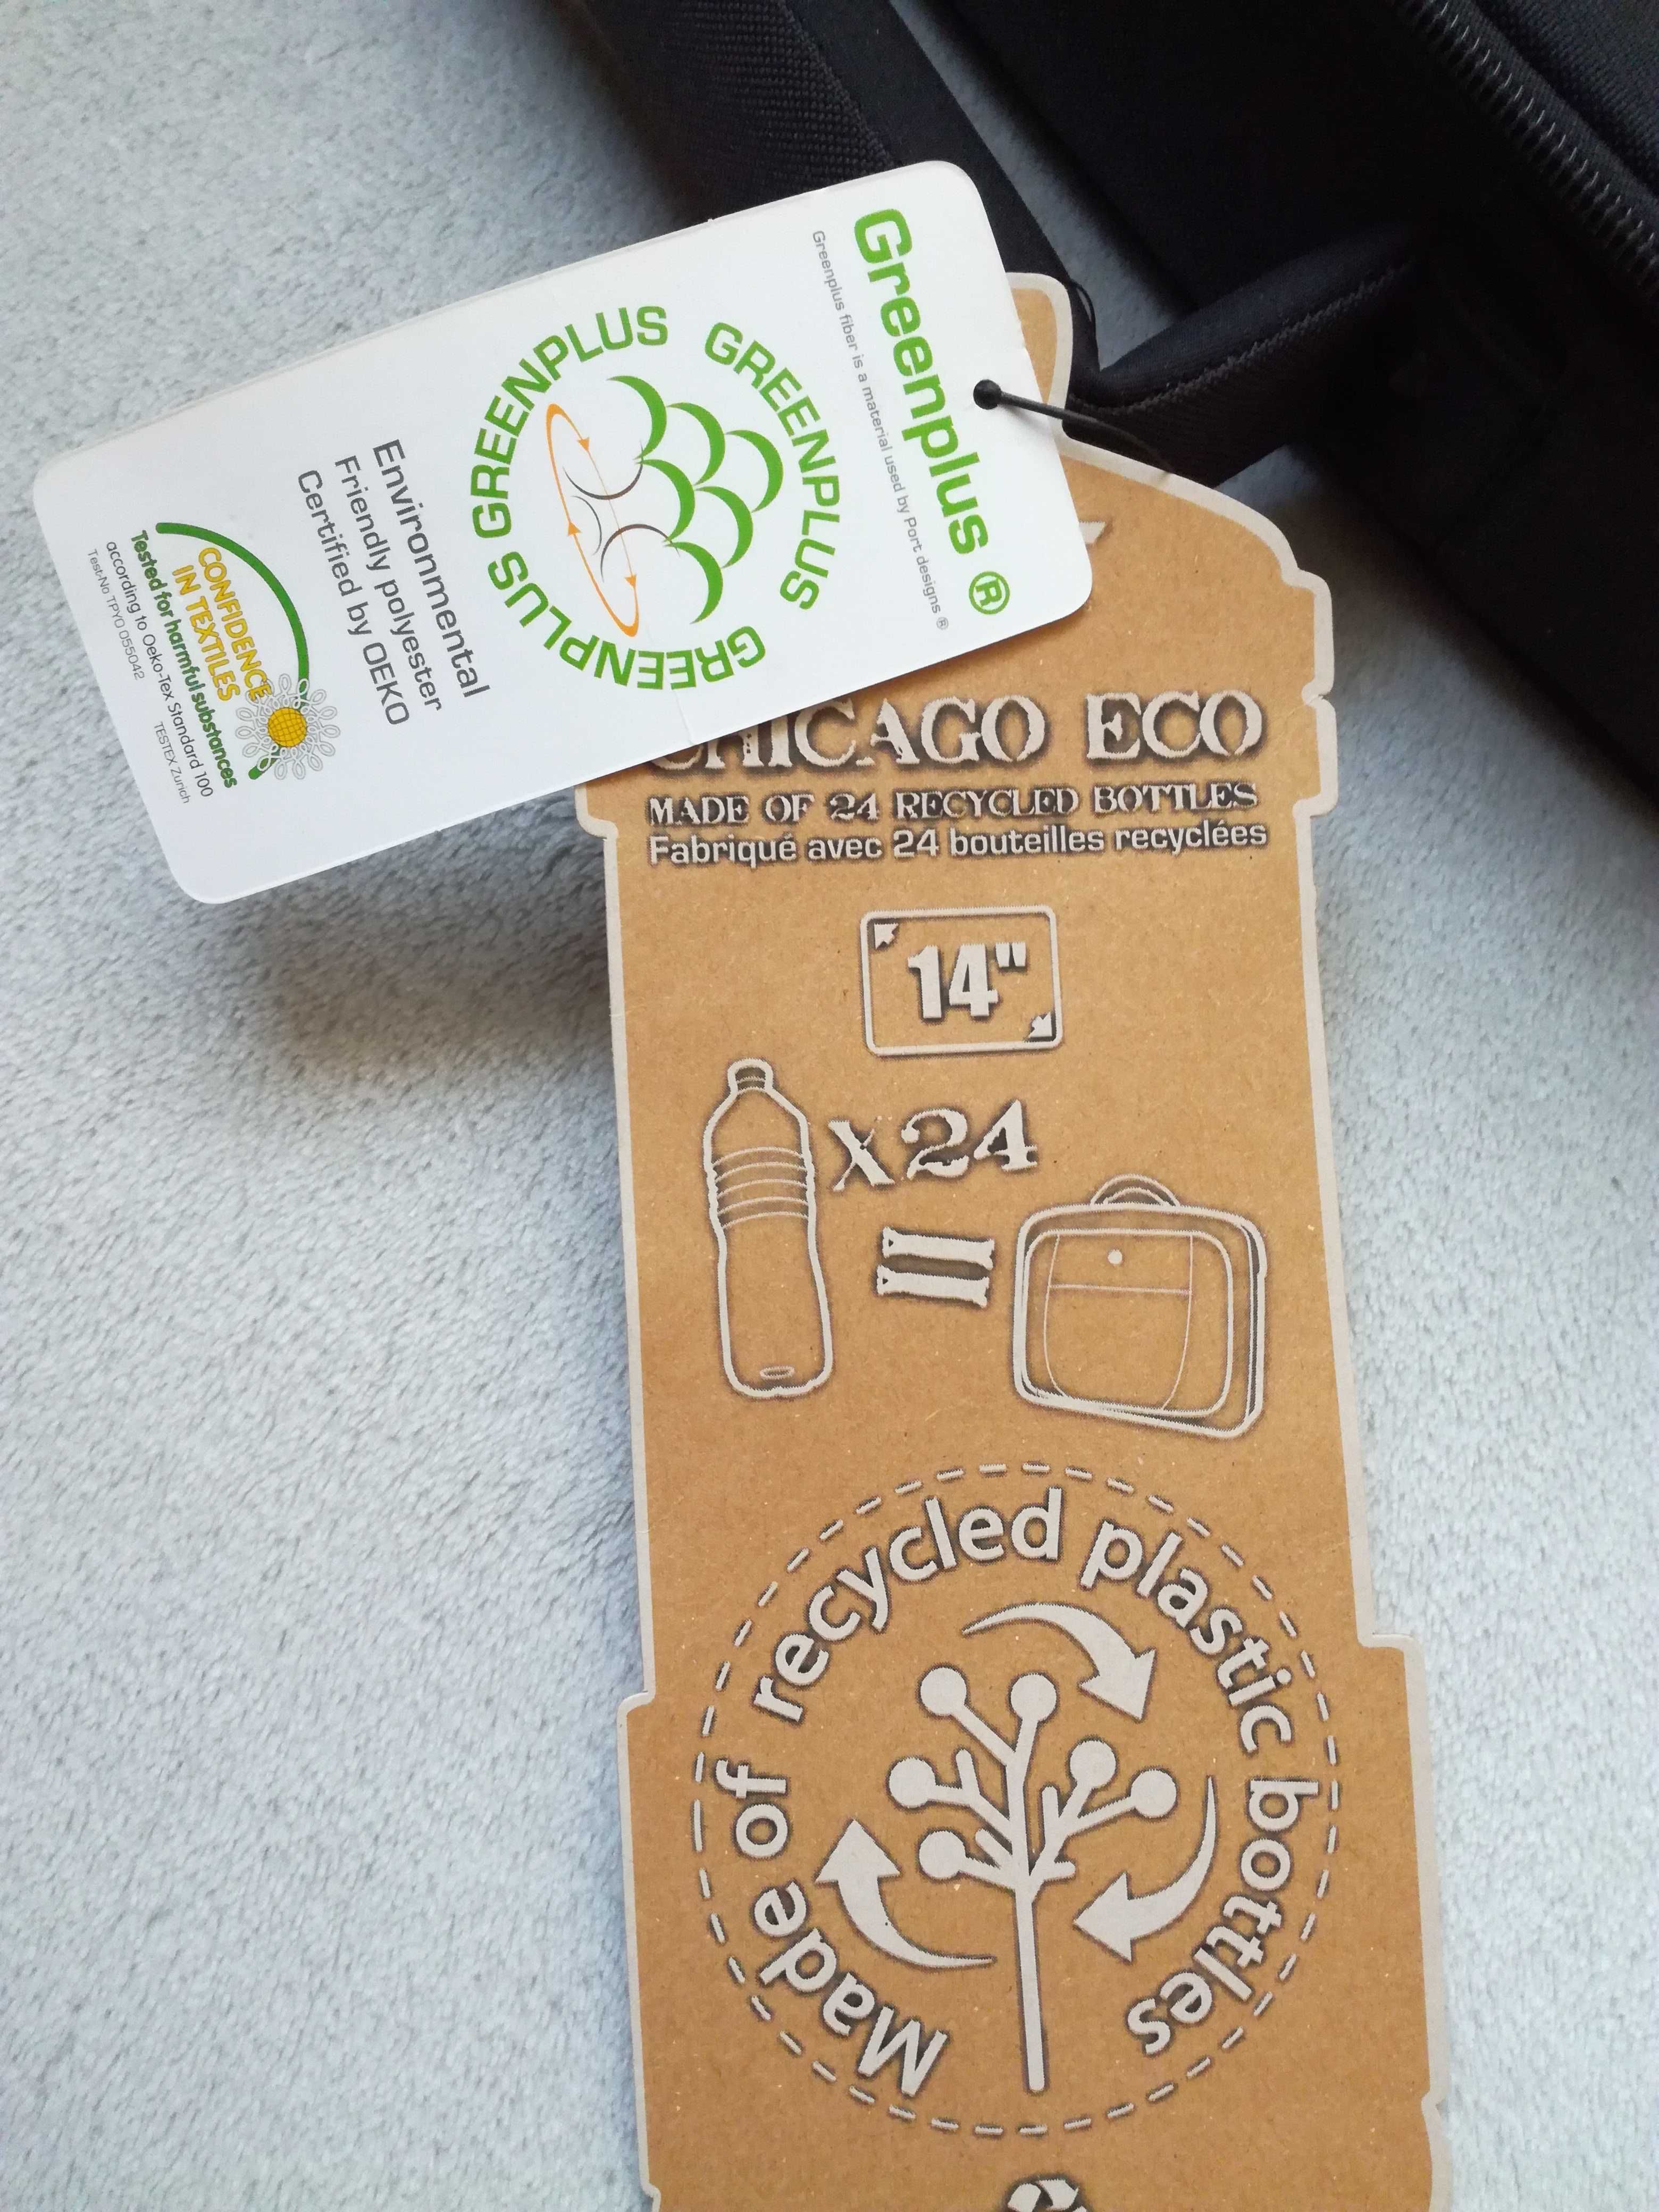 Greenplus ®
Greenplus fiber is a material used by Port designs ®
GREENPLUS GREENPLUS GREENPLUS GREENPLUS
Environmental
Friendly polyester
Certified by OEKO
CONFIDENCE
IN TEXTILES
Tested for harmful substances
according to Oeko-Tex Standard 100
Test-No TPYO 055042 TESTEX Zurich
CHICAGO ECO
MADE OF 24 RECYCLED BOTTLES
Fabriqué avec 24 bouteilles recyclées
14"
X24
=
Made of recycled plastic bottles